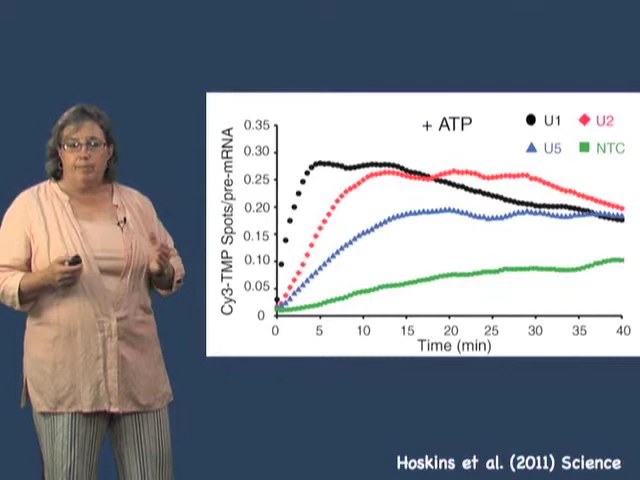 + ATP
U1
U2
U5
NTC
Cy3-TMP Spots/pre-mRNA
0.35
0.30
0.25
0.20
0.10
0.05
0
0 5 10 15 20 25 30 35 40
Time (min)
Hoskins et al. (2011) Science